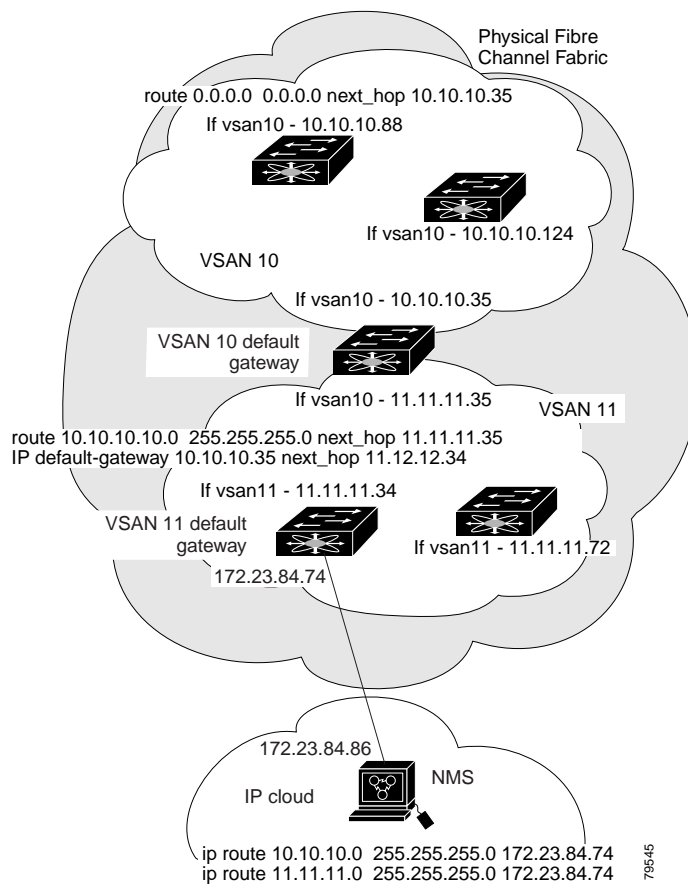 Physical Fibre
Channel Fabric
route 0.0.0.0  0.0.0.0 next_hop 10.10.10.35
If vsan10 - 10.10.10.88
If vsan10 - 10.10.10.124
VSAN 10
If vsan10 - 10.10.10.35
VSAN 10 default
gateway
If vsan10 - 11.11.11.35
VSAN 11
route 10.10.10.10.0  255.255.255.0 next_hop 11.11.11.35
IP default-gateway 10.10.10.35 next_hop 11.12.12.34
If vsan11 - 11.11.11.34
VSAN 11 default
gateway
If vsan11 - 11.11.11.72
172.23.84.74
172.23.84.86
NMS
IP cloud
ip route 10.10.10.0  255.255.255.0 172.23.84.74
ip route 11.11.11.0  255.255.255.0 172.23.84.74
79545